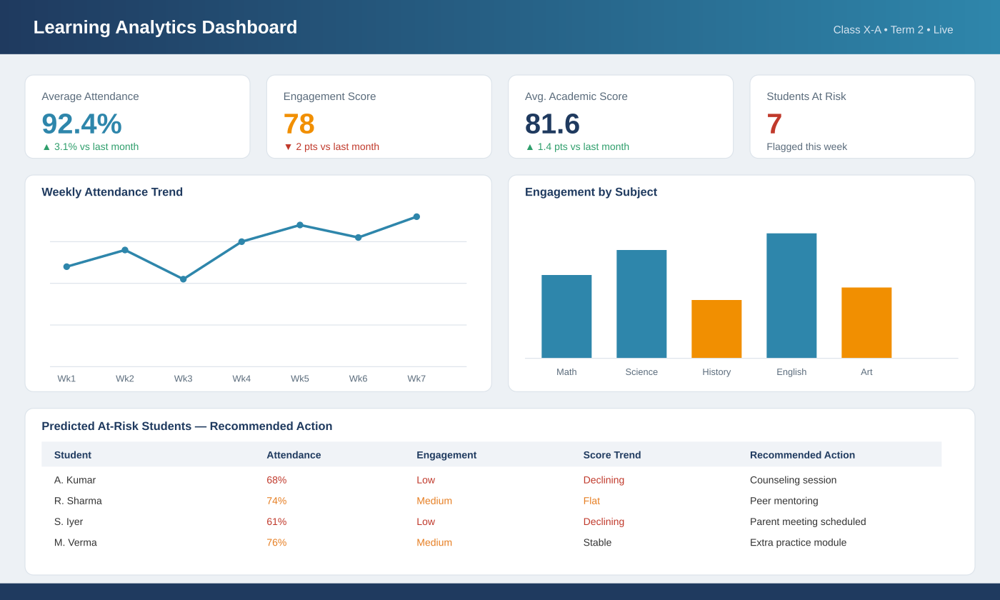 Learning Analytics Dashboard
Class X-A • Term 2 • Live
Average Attendance
92.4%
▲ 3.1% vs last month
Engagement Score
78
▼ 2 pts vs last month
Avg. Academic Score
81.6
▲ 1.4 pts vs last month
Students At Risk
7
Flagged this week
Weekly Attendance Trend
Wk1 Wk2 Wk3 Wk4 Wk5 Wk6 Wk7
Engagement by Subject
Math Science History English Art
Predicted At-Risk Students — Recommended Action
Student Attendance Engagement Score Trend Recommended Action
A. Kumar 68% Low Declining Counseling session
R. Sharma 74% Medium Flat Peer mentoring
S. Iyer 61% Low Declining Parent meeting scheduled
M. Verma 76% Medium Stable Extra practice module